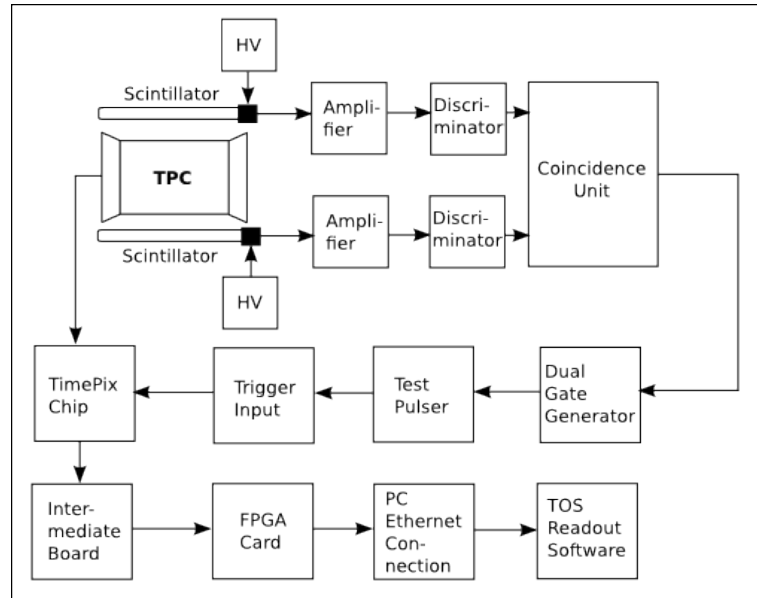 HV
Scintillator
Ampli-
fier
Discri-
minator
Coincidence
Unit
TPC
Ampli-
fier
Discri-
minator
Scintillator
HV
TimePix
Chip
Trigger
Input
Test
Pulser
Dual
Gate
Generator
Inter-
mediate
Board
FPGA
Card
PC
Ethernet
Con-
nection
TOS
Readout
Software